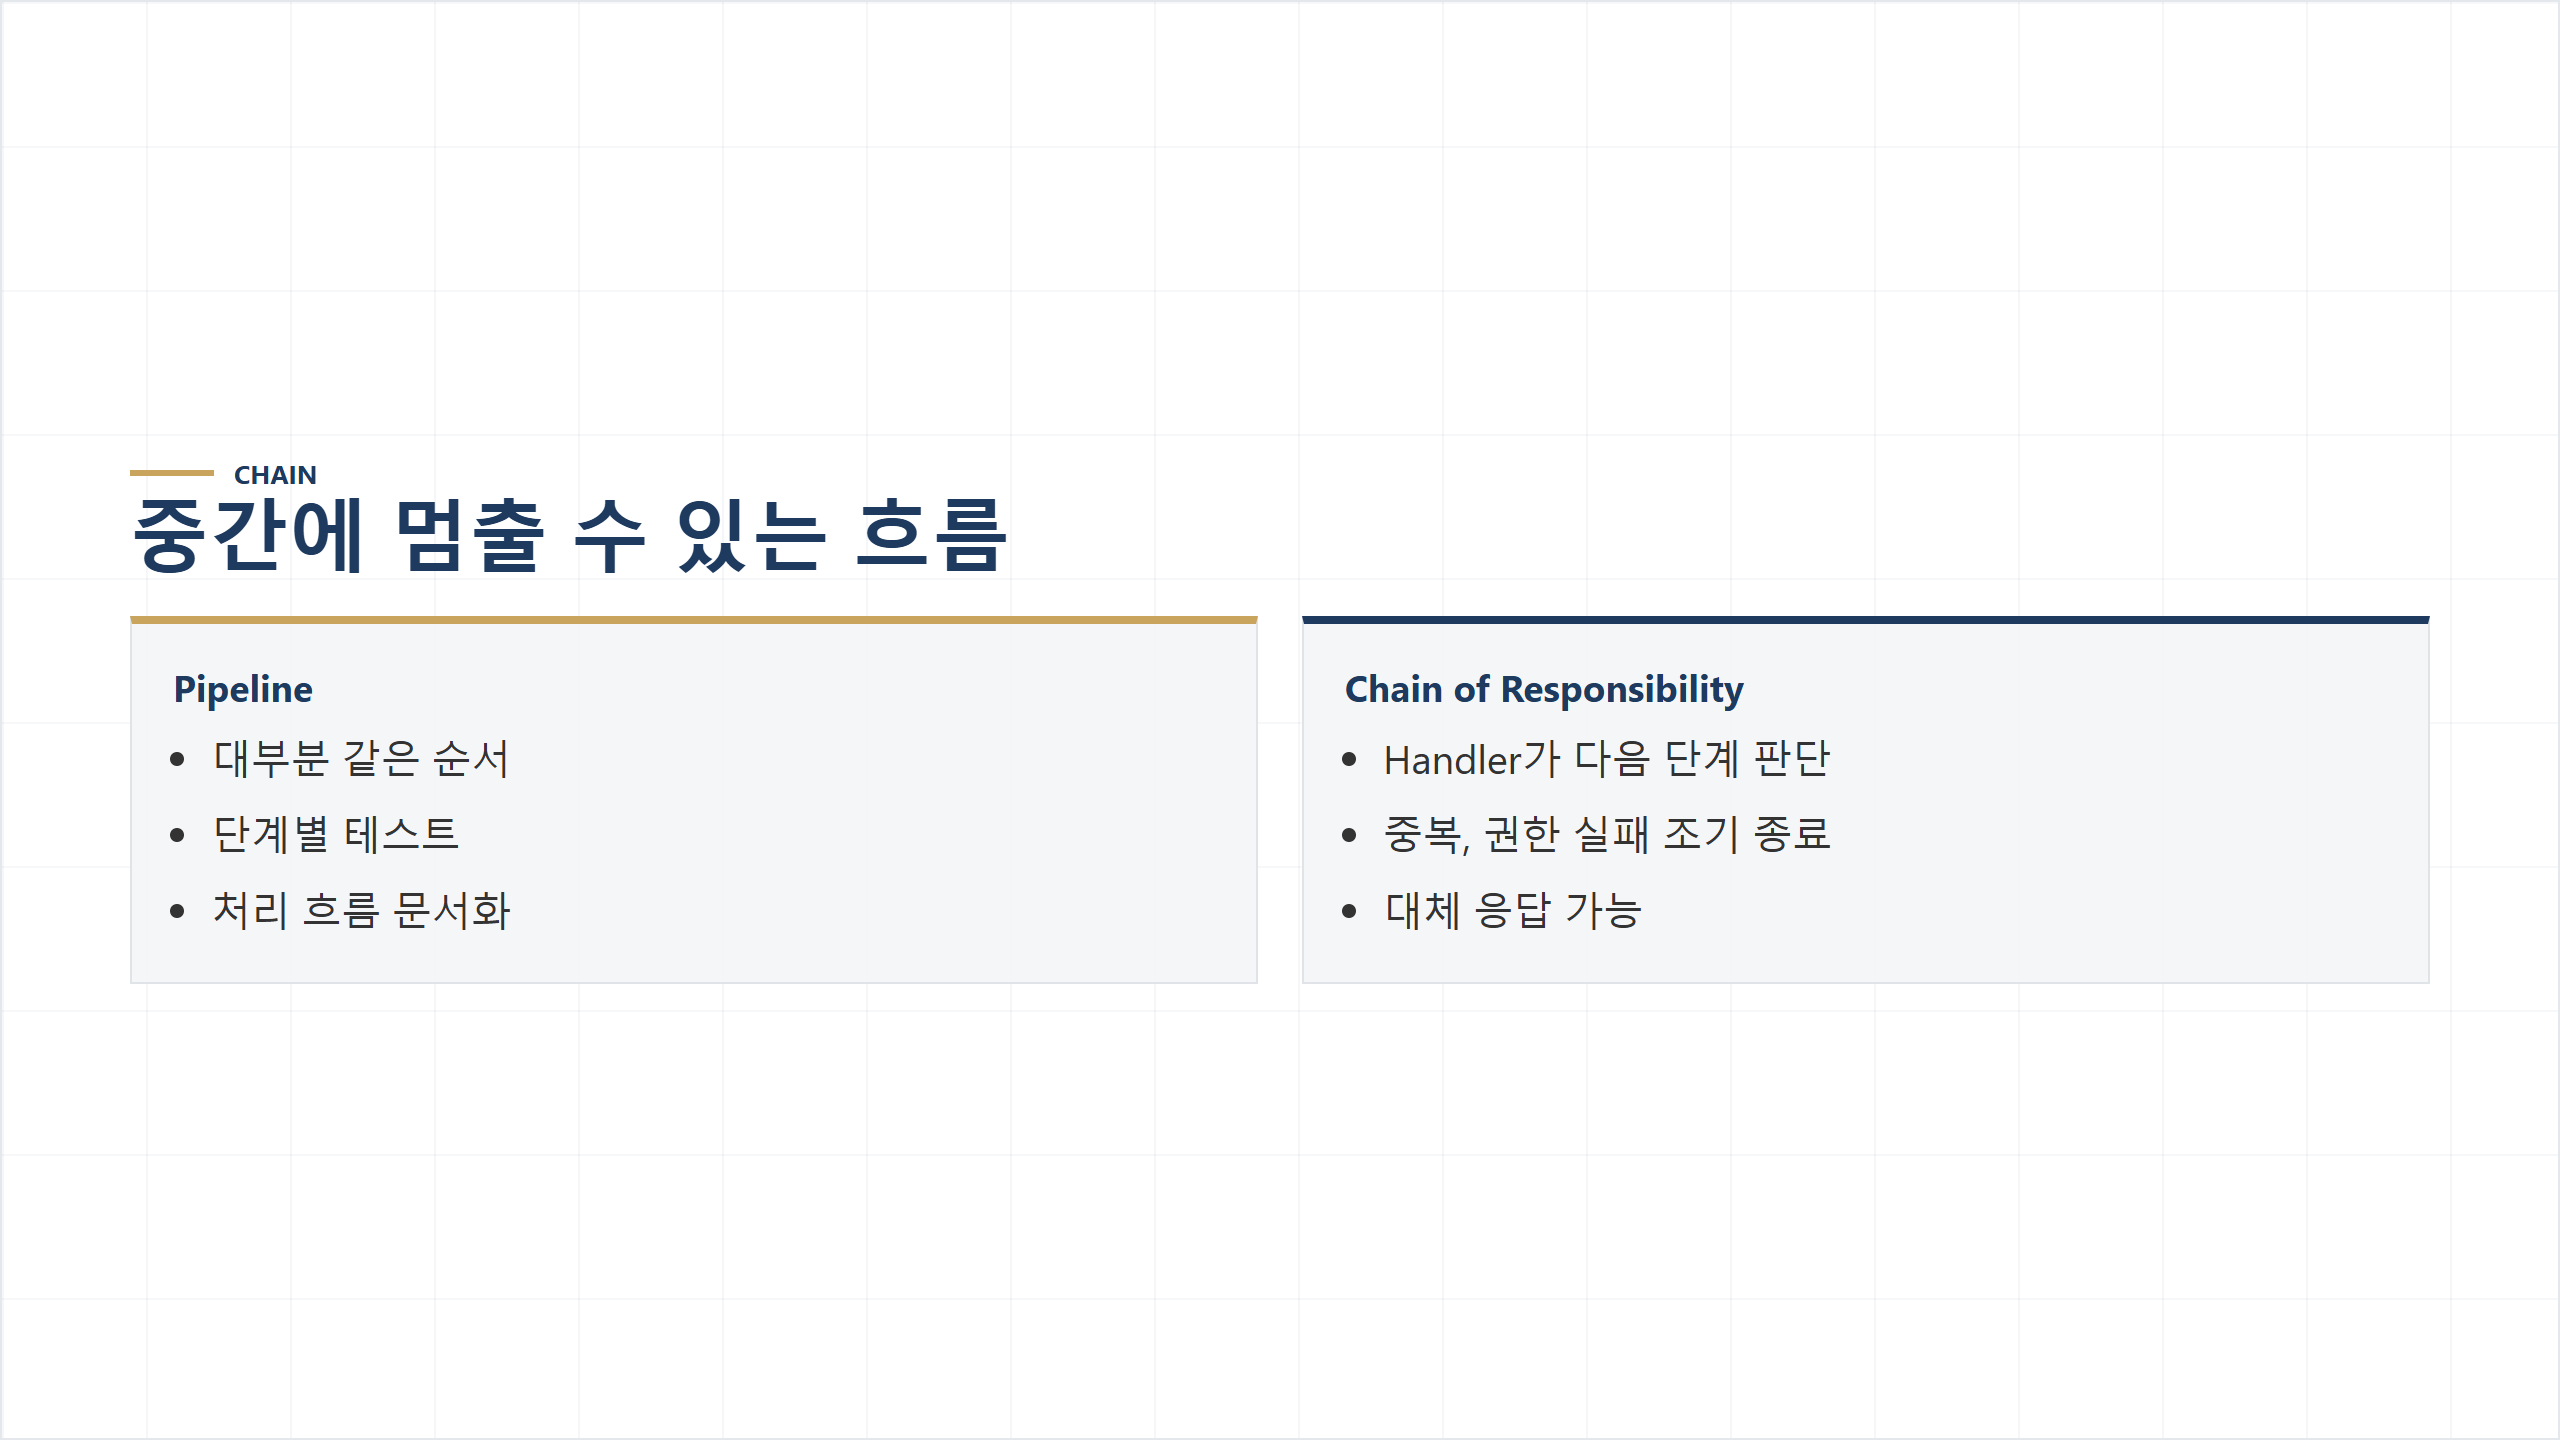 CHAIN
중간에 멈출 수 있는 흐름
Pipeline
• 대부분 같은 순서
• 단계별 테스트
• 처리 흐름 문서화
Chain of Responsibility
• Handler가 다음 단계 판단
• 중복, 권한 실패 조기 종료
• 대체 응답 가능